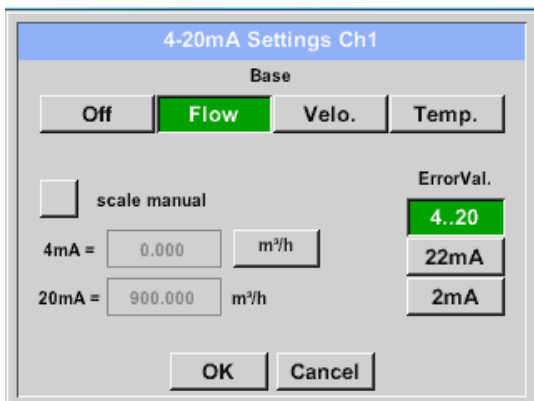 4-20mA Settings Ch1
Base
Off Flow Velo. Temp.
ErrorVal.
scale manual
4..20
4mA = 0.000 m³/h
22mA
20mA = 900.000 m³/h
2mA
OK Cancel